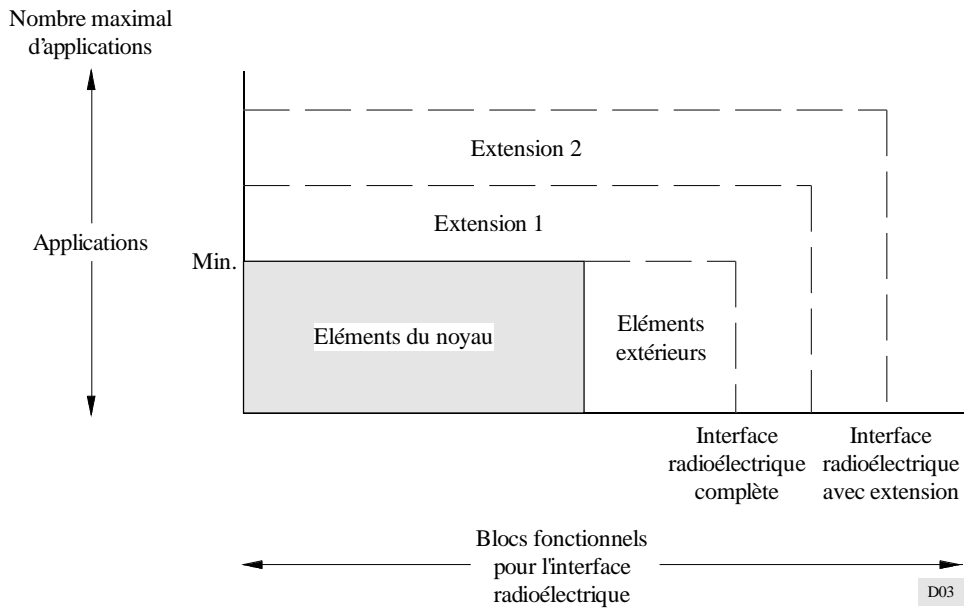 Nombre maximal
d'applications
Extension 2
Extension 1
Applications
Min.
Eléments du noyau
Eléments
extérieurs
Interface
radioélectrique
complète
Interface
radioélectrique
avec extension
Blocs fonctionnels
pour l'interface
radioélectrique
D03